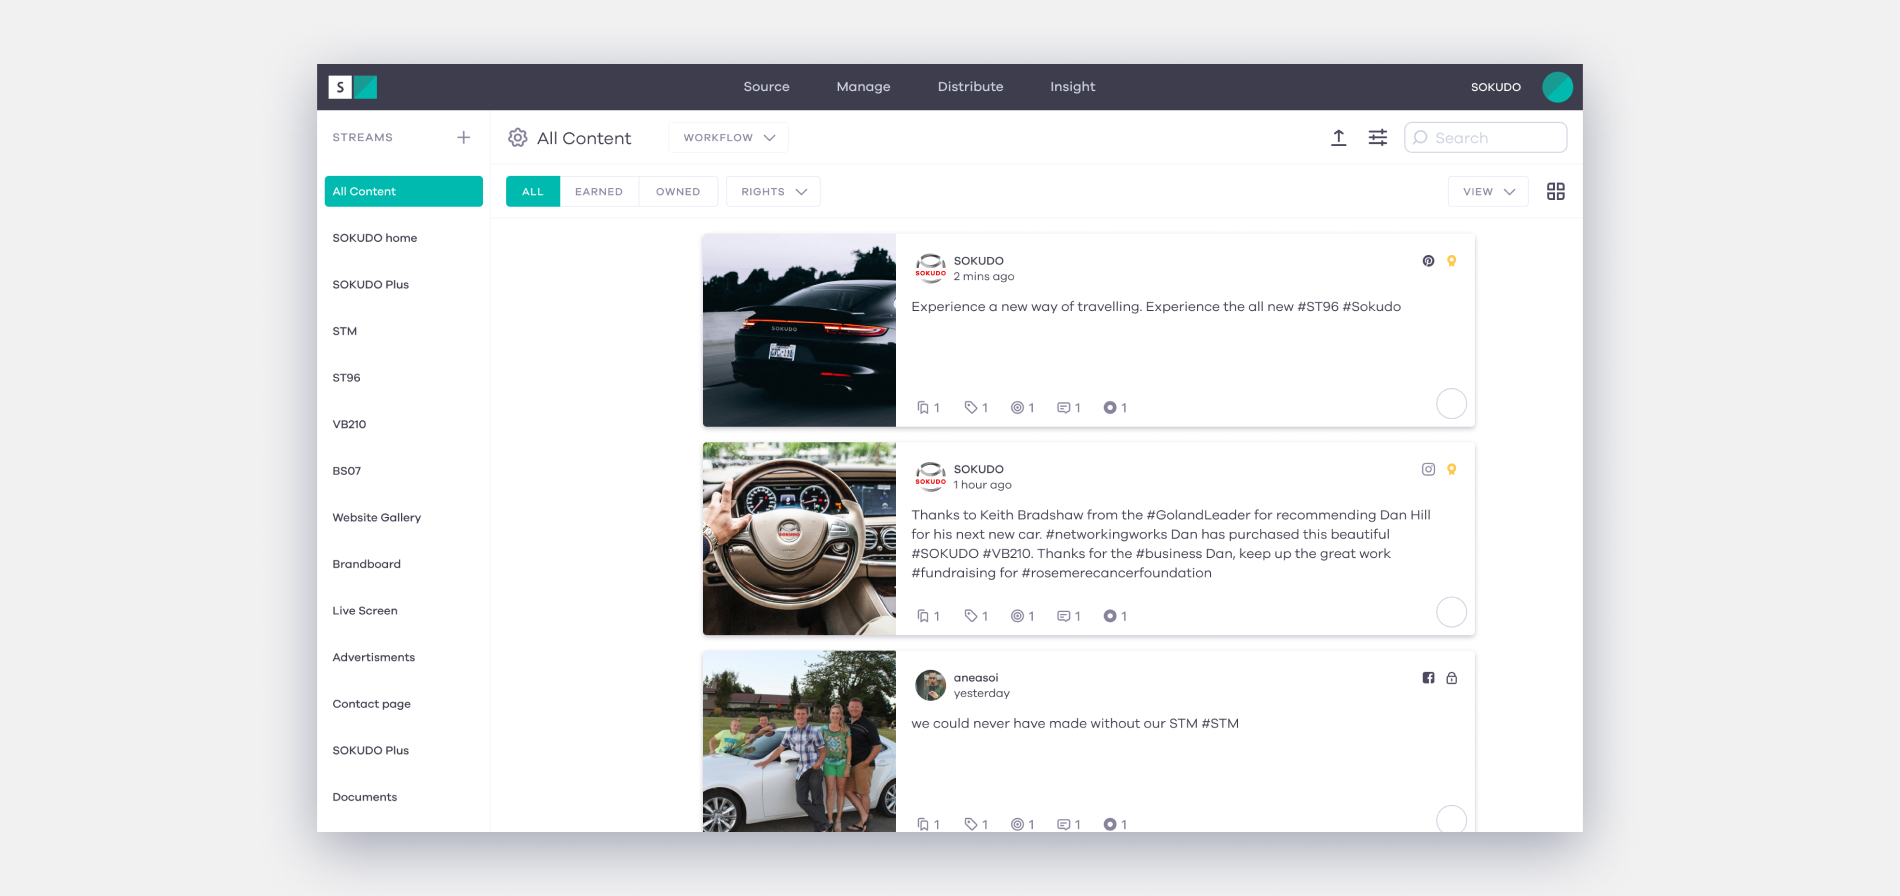 S
Source
Manage
Distribute
Insight
SOKUDO
STREAMS
All Content
WORKFLOW
Search
All Content
ALL
EARNED
OWNED
RIGHTS
VIEW
SOKUDO home
SOKUDO Plus
STM
ST96
VB210
BS07
Website Gallery
Brandboard
Live Screen
Advertisments
Contact page
SOKUDO Plus
Documents
SOKUDO
SOKUDO
SOKUDO
2 mins ago
Experience a new way of travelling. Experience the all new #ST96 #Sokudo
1 1 1 1 1
SOKUDO
SOKUDO
SOKUDO
1 hour ago
Thanks to Keith Bradshaw from the #GolandLeader for recommending Dan Hill
for his next new car. #networkingworks Dan has purchased this beautiful
#SOKUDO #VB210. Thanks for the #business Dan, keep up the great work
#fundraising for #rosemerecancerfoundation
1 1 1 1 1
aneasoi
yesterday
we could never have made without our STM #STM
1 1 1 1 1